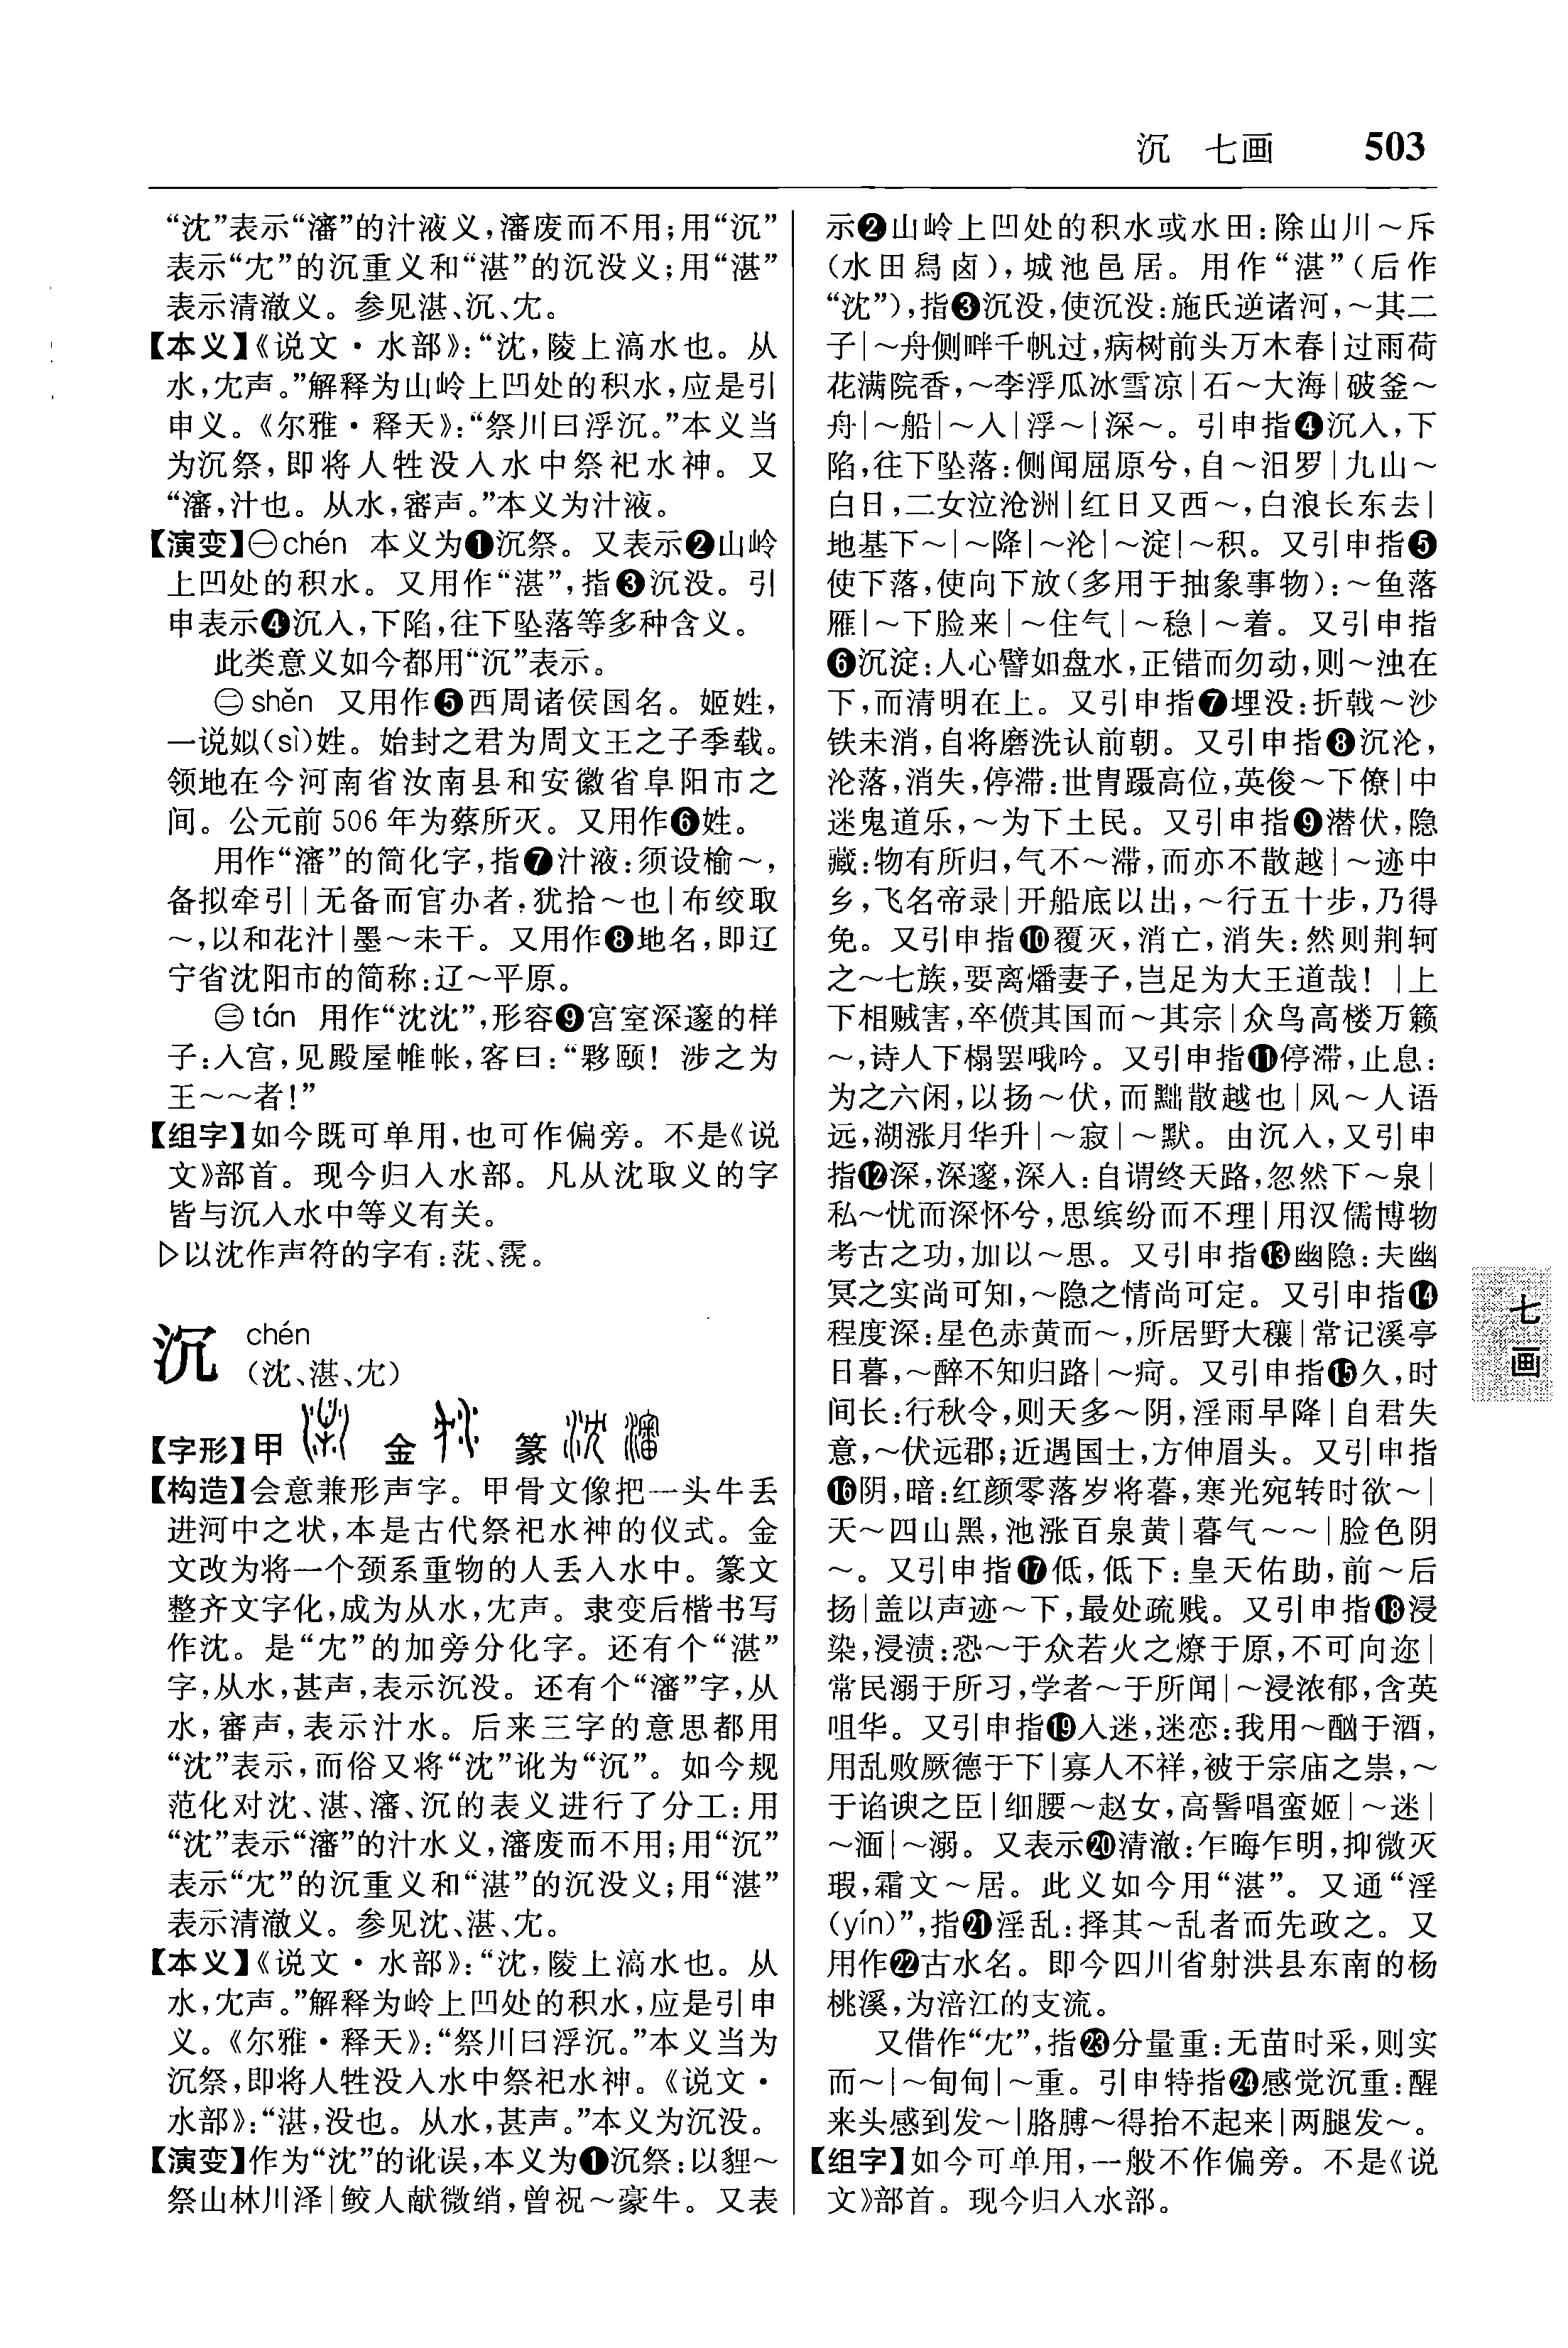 沉 七画 503
“沈”表示“瀋”的汁液义，瀋废而不用；用“沉”
表示“冘”的沉重义和“湛”的沉没义；用“湛”
表示清澈义。参见湛、沉、冘。
【本义】《说文·水部》：“沈，陵上滈水也。从
水，冘声。”解释为山岭上凹处的积水，应是引
申义。《尔雅·释天》：“祭川曰浮沉。”本义当
为沉祭，即将人牲没入水中祭祀水神。又
“瀋，汁也。从水，審声。”本义为汁液。
【演变】㊀chén 本义为❶沉祭。又表示❷山岭
上凹处的积水。又用作“湛”，指❸沉没。引
申表示❹沉入，下陷，往下坠落等多种含义。
此类意义如今都用“沉”表示。
㊁shěn 又用作❺西周诸侯国名。姬姓，
一说姒(sì)姓。始封之君为周文王之子季载。
领地在今河南省汝南县和安徽省阜阳市之
间。公元前506年为蔡所灭。又用作❻姓。
用作“瀋”的简化字，指❼汁液：须设榆～，
备拟牵引|无备而官办者，犹拾～也|布绞取
～，以和花汁|墨～未干。又用作❽地名，即辽
宁省沈阳市的简称：辽～平原。
㊂tán 用作“沈沈”，形容❾宫室深邃的样
子：入宫，见殿屋帷帐，客曰：“夥颐！涉之为
王～～者！”
【组字】如今既可单用，也可作偏旁。不是《说
文》部首。现今归入水部。凡从沈取义的字
皆与沉入水中等义有关。
▷以沈作声符的字有：莐、霃。
沉 chén
（沈、湛、冘）
【字形】甲 金 篆
【构造】会意兼形声字。甲骨文像把一头牛丢
进河中之状，本是古代祭祀水神的仪式。金
文改为将一个颈系重物的人丢入水中。篆文
整齐文字化，成为从水，冘声。隶变后楷书写
作沈。是“冘”的加旁分化字。还有个“湛”
字，从水，甚声，表示沉没。还有个“瀋”字，从
水，審声，表示汁水。后来三字的意思都用
“沈”表示，而俗又将“沈”讹为“沉”。如今规
范化对沈、湛、瀋、沉的表义进行了分工：用
“沈”表示“瀋”的汁水义，瀋废而不用；用“沉”
表示“冘”的沉重义和“湛”的沉没义；用“湛”
表示清澈义。参见沈、湛、冘。
【本义】《说文·水部》：“沈，陵上滈水也。从
水，冘声。”解释为岭上凹处的积水，应是引申
义。《尔雅·释天》：“祭川曰浮沉。”本义当为
沉祭，即将人牲没入水中祭祀水神。《说文·
水部》：“湛，没也。从水，甚声。”本义为沉没。
【演变】作为“沈”的讹误，本义为❶沉祭：以貍～
祭山林川泽|鲛人献微绡，曾祝～豪牛。又表
示❷山岭上凹处的积水或水田：除山川～斥
（水田舄卤），城池邑居。用作“湛”（后作
“沈”），指❸沉没，使沉没：施氏逆诸河，～其二
子|～舟侧畔千帆过，病树前头万木春|过雨荷
花满院香，～李浮瓜冰雪凉|石～大海|破釜～
舟|～船|～人|浮～|深～。引申指❹沉入，下
陷，往下坠落：侧闻屈原兮，自～汨罗|九山～
白日，二女泣沧洲|红日又西～，白浪长东去|
地基下～|～降|～沦|～淀|～积。又引申指❺
使下落，使向下放（多用于抽象事物）：～鱼落
雁|～下脸来|～住气|～稳|～着。又引申指
❻沉淀：人心譬如盘水，正错而勿动，则～浊在
下，而清明在上。又引申指❼埋没：折戟～沙
铁未消，自将磨洗认前朝。又引申指❽沉沦，
沦落，消失，停滞：世胄蹑高位，英俊～下僚|中
迷鬼道乐，～为下土民。又引申指❾潜伏，隐
藏：物有所归，气不～滞，而亦不散越|～迹中
乡，飞名帝录|开船底以出，～行五十步，乃得
免。又引申指❿覆灭，消亡，消失：然则荆轲
之～七族，要离燔妻子，岂足为大王道哉！|上
下相贼害，卒偾其国而～其宗|众鸟高楼万籁
～，诗人下榻罢哦吟。又引申指⓫停滞，止息：
为之六闲，以扬～伏，而黜散越也|风～人语
远，潮涨月华升|～寂|～默。由沉入，又引申
指⓬深，深邃，深入：自谓终天路，忽然下～泉|
私～忧而深怀兮，思缤纷而不理|用汉儒博物
考古之功，加以～思。又引申指⓭幽隐：夫幽
冥之实尚可知，～隐之情尚可定。又引申指⓮
程度深：星色赤黄而～，所居野大穰|常记溪亭
日暮，～醉不知归路|～疴。又引申指⓯久，时
间长：行秋令，则天多～阴，淫雨早降|自君失
意，～伏远郡；近遇国士，方伸眉头。又引申指
⓰阴，暗：红颜零落岁将暮，寒光宛转时欲～|
天～四山黑，池涨百泉黄|暮气～～|脸色阴
～。又引申指⓱低，低下：皇天佑助，前～后
扬|盖以声迹～下，最处疏贱。又引申指⓲浸
染，浸渍：恐～于众若火之燎于原，不可向迩|
常民溺于所习，学者～于所闻|～浸浓郁，含英
咀华。又引申指⓳入迷，迷恋：我用～酗于酒，
用乱败厥德于下|寡人不祥，被于宗庙之祟，～
于谄谀之臣|细腰～赵女，高髻唱蛮姬|～迷|
～湎|～溺。又表示⓴清澈：乍晦乍明，抑微灭
瑕，霜文～居。此义如今用“湛”。又通“淫
(yín)”，指㉑淫乱：择其～乱者而先政之。又
用作㉒古水名。即今四川省射洪县东南的杨
桃溪，为涪江的支流。
又借作“冘”，指㉓分量重：无苗时采，则实
而～|～甸甸|～重。引申特指㉔感觉沉重：醒
来头感到发～|胳膊～得抬不起来|两腿发～。
【组字】如今可单用，一般不作偏旁。不是《说
文》部首。现今归入水部。
七画